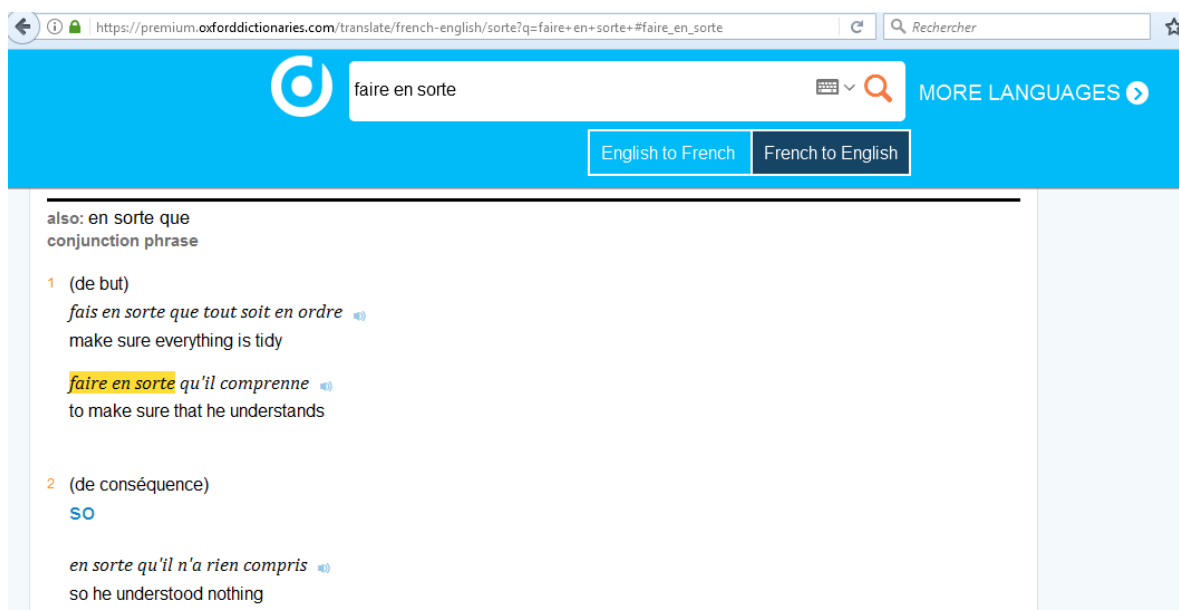 https://premium.oxforddictionaries.com/translate/french-english/sorte?q=faire+en+sorte+#faire_en_sorte
Rechercher
faire en sorte
MORE LANGUAGES
English to French
French to English
also: en sorte que
conjunction phrase
1 (de but)
fais en sorte que tout soit en ordre
make sure everything is tidy
faire en sorte qu'il comprenne
to make sure that he understands
2 (de conséquence)
SO
en sorte qu'il n'a rien compris
so he understood nothing